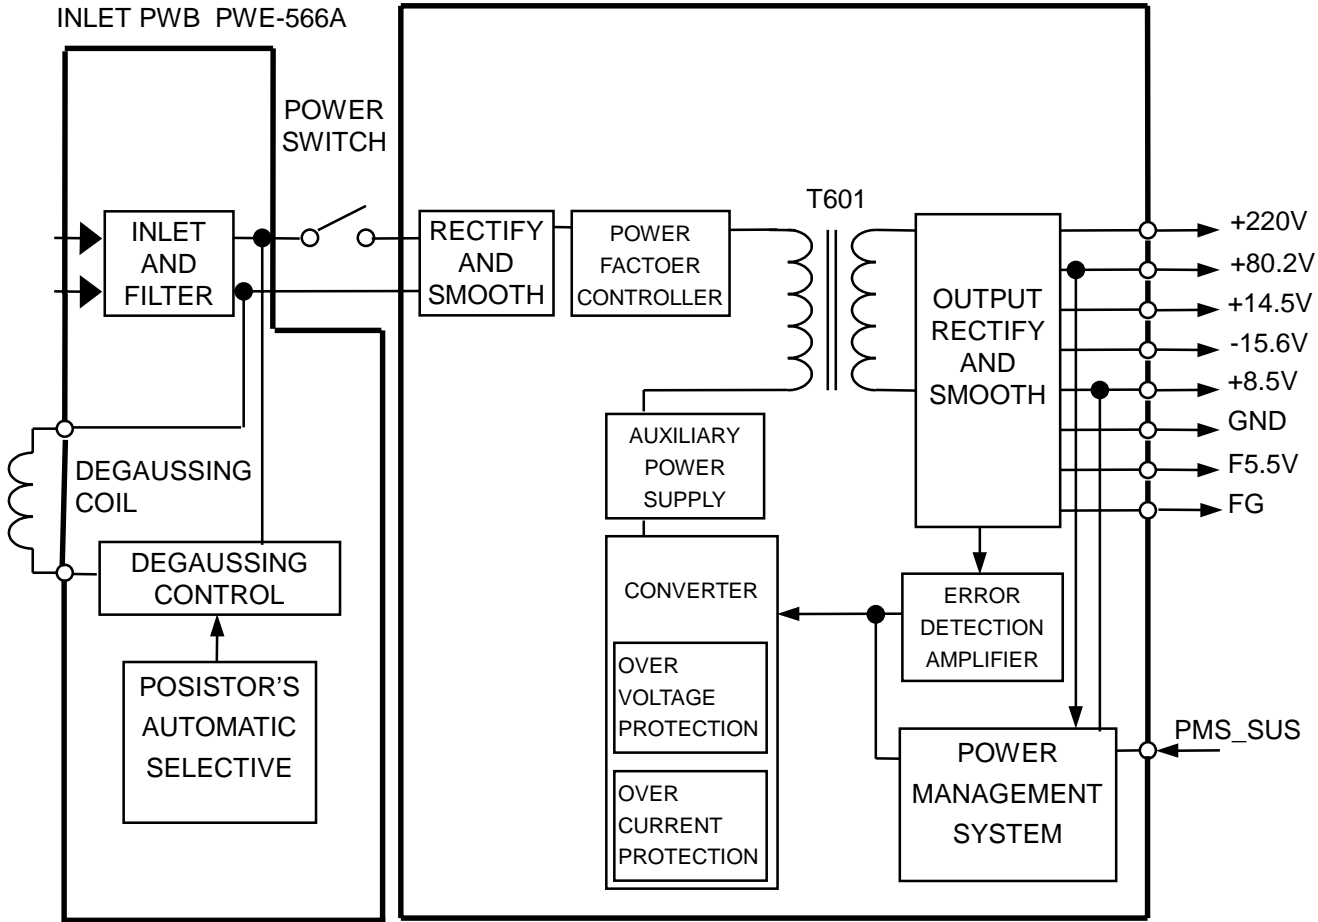 INLET PWB PWE-566A
POWER
SWITCH
INLET
AND
FILTER
RECTIFY
AND
SMOOTH
POWER
FACTOER
CONTROLLER
T601
OUTPUT
RECTIFY
AND
SMOOTH
+220V
+80.2V
+14.5V
-15.6V
+8.5V
GND
F5.5V
FG
DEGAUSSING
COIL
DEGAUSSING
CONTROL
POSISTOR’S
AUTOMATIC
SELECTIVE
AUXILIARY
POWER
SUPPLY
CONVERTER
OVER
VOLTAGE
PROTECTION
OVER
CURRENT
PROTECTION
ERROR
DETECTION
AMPLIFIER
POWER
MANAGEMENT
SYSTEM
PMS_SUS